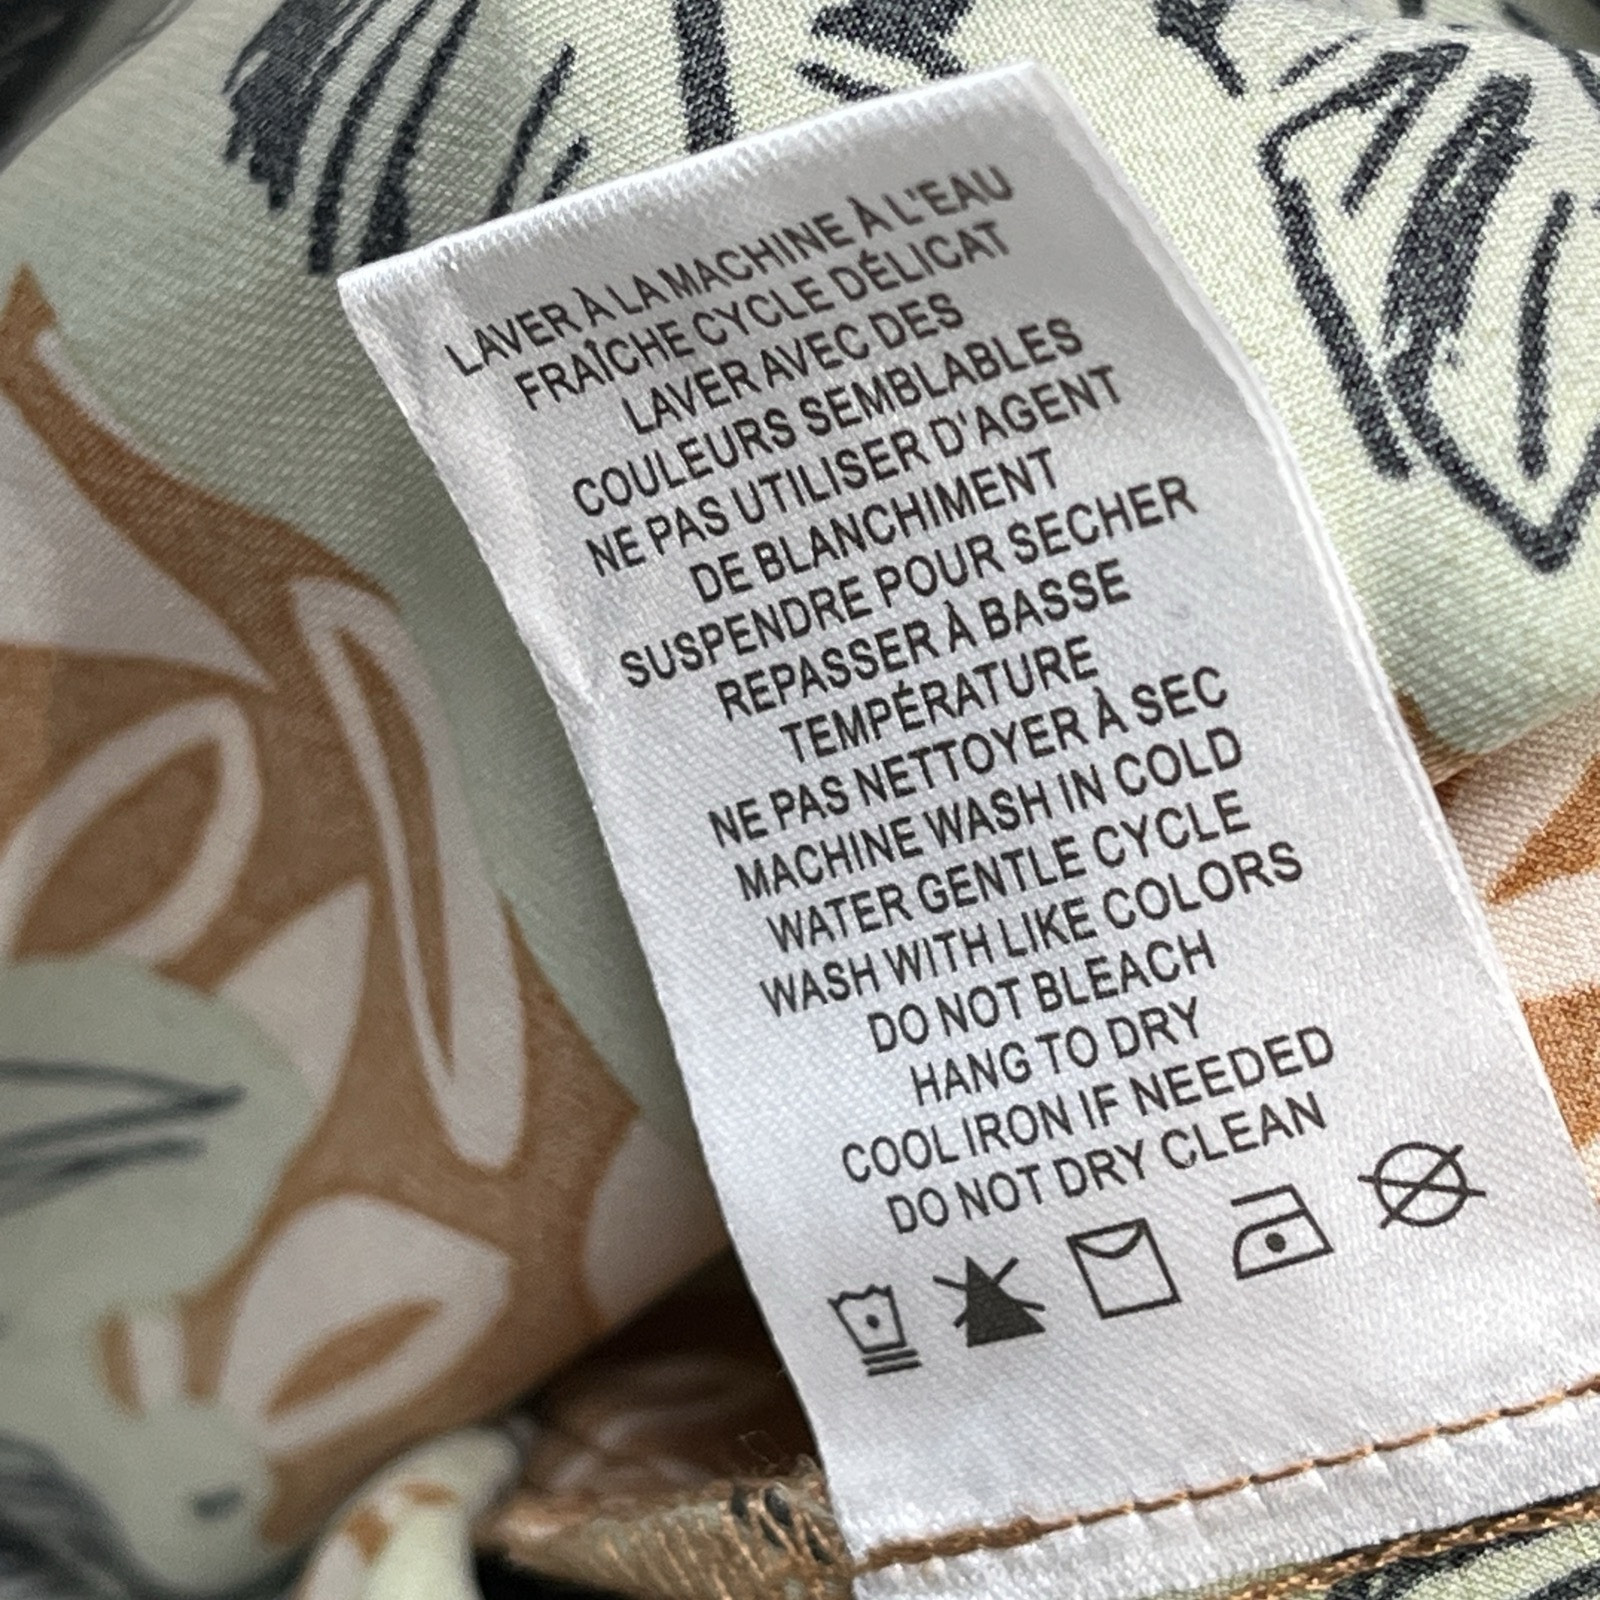 LAVER À LA MACHINE À L'EAU
FRAÎCHE CYCLE DÉLICAT
LAVER AVEC DES
COULEURS SEMBLABLES
NE PAS UTILISER D'AGENT
DE BLANCHIMENT
SUSPENDRE POUR SECHER
REPASSER À BASSE
TEMPÉRATURE
NE PAS NETTOYER À SEC
MACHINE WASH IN COLD
WATER GENTLE CYCLE
WASH WITH LIKE COLORS
DO NOT BLEACH
HANG TO DRY
COOL IRON IF NEEDED
DO NOT DRY CLEAN